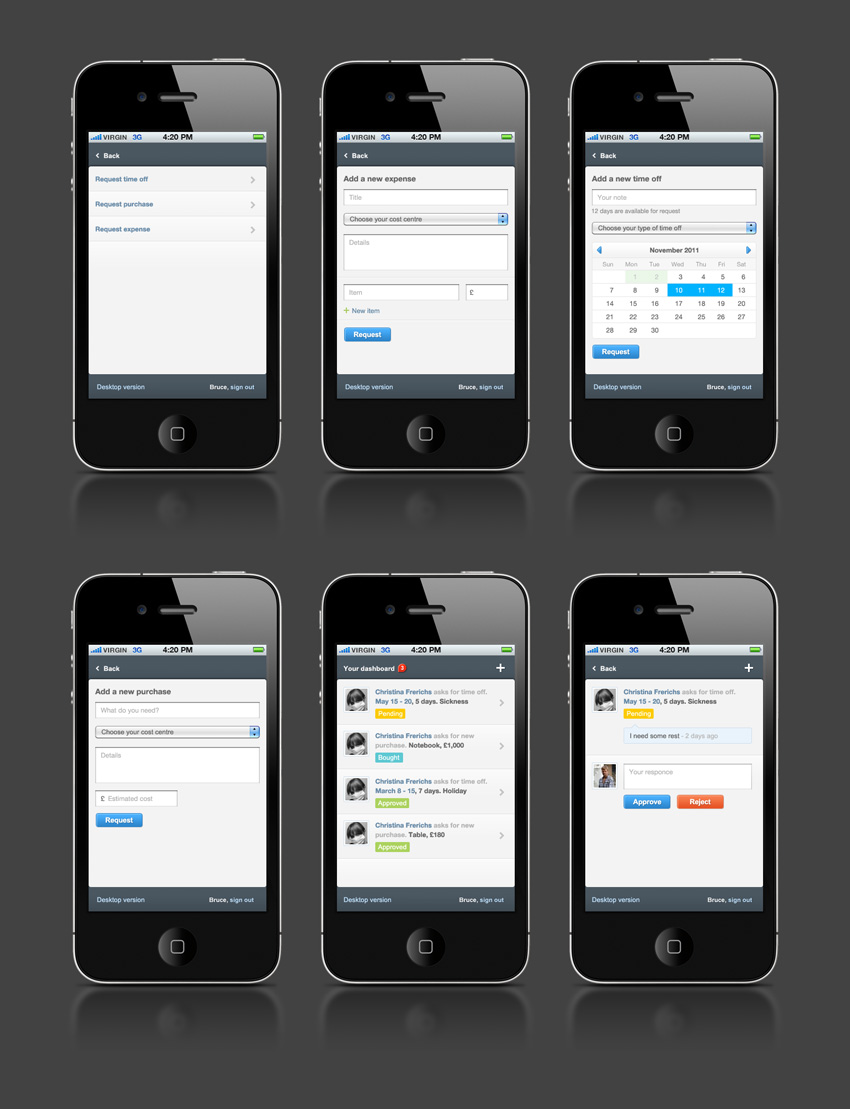 VIRGIN 3G 4:20 PM
Back
Request time off
Request purchase
Request expense
Desktop version Bruce, sign out
VIRGIN 3G 4:20 PM
Back
Add a new expense
Title
Choose your cost centre
Details
Item £
+ New item
Request
Desktop version Bruce, sign out
VIRGIN 3G 4:20 PM
Back
Add a new time off
Your note
12 days are available for request
Choose your type of time off
November 2011
Sun Mon Tue Wed Thu Fri Sat
1 2 3 4 5 6
7 8 9 10 11 12 13
14 15 16 17 18 19 20
21 22 23 24 25 26 27
28 29 30
Request
Desktop version Bruce, sign out
VIRGIN 3G 4:20 PM
Back
Add a new purchase
What do you need?
Choose your cost centre
Details
£ Estimated cost
Request
Desktop version Bruce, sign out
VIRGIN 3G 4:20 PM
Your dashboard 3 +
Christina Frerichs asks for time off.
May 15 - 20, 5 days. Sickness
Pending
Christina Frerichs asks for new
purchase. Notebook, £1,000
Bought
Christina Frerichs asks for time off.
March 8 - 15, 7 days. Holiday
Approved
Christina Frerichs asks for new
purchase. Table, £180
Approved
Desktop version Bruce, sign out
VIRGIN 3G 4:20 PM
Back +
Christina Frerichs asks for time off.
May 15 - 20, 5 days. Sickness
Pending
I need some rest - 2 days ago
Your responce
Approve Reject
Desktop version Bruce, sign out